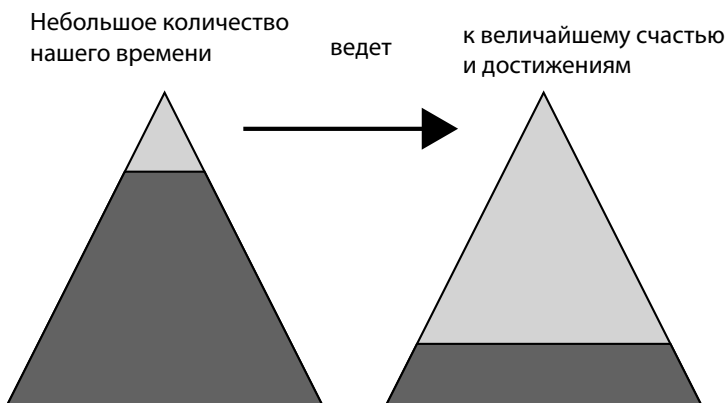 Небольшое количество
нашего времени
ведет
к величайшему счастью
и достижениям